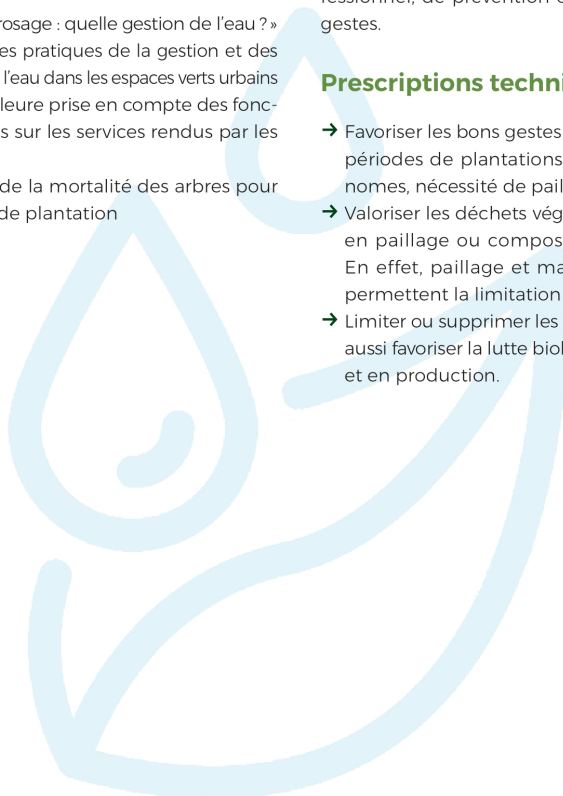 rosage : quelle gestion de l’eau ? »
es pratiques de la gestion et des
l’eau dans les espaces verts urbains
leure prise en compte des fonc-
s sur les services rendus par les
de la mortalité des arbres pour
de plantation
gestes.
Prescriptions techni
➔ Favoriser les bons gestes
périodes de plantations
nomes, nécessité de pail
➔ Valoriser les déchets vég
en paillage ou compos
En effet, paillage et ma
permettent la limitation
➔ Limiter ou supprimer les
aussi favoriser la lutte biol
et en production.